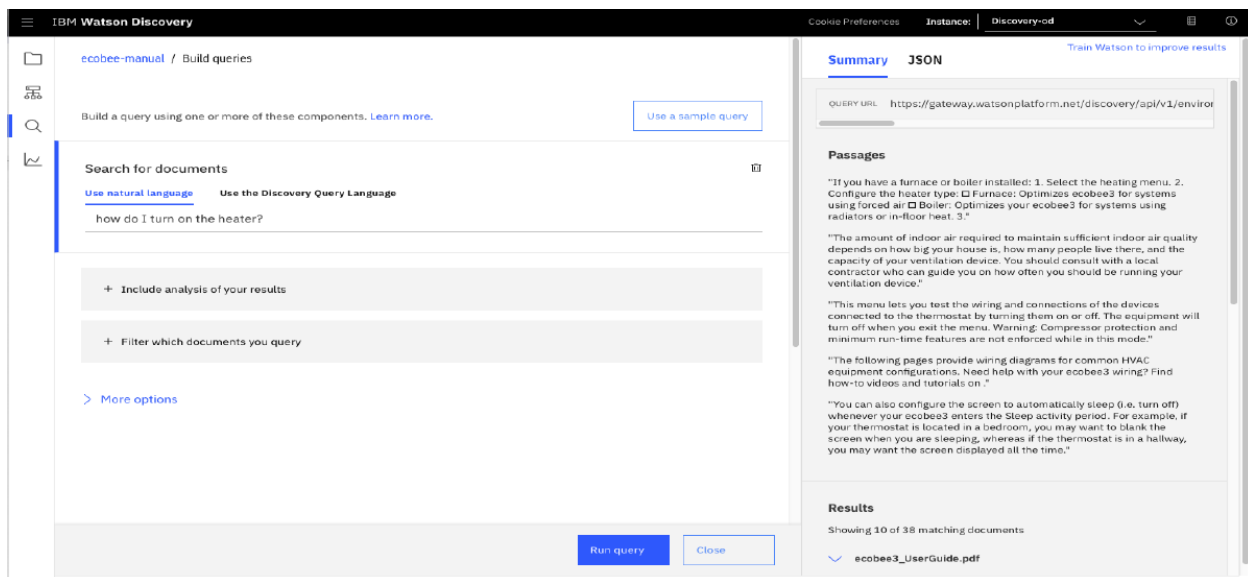 IBM Watson Discovery
Cookie Preferences
Instance:
Discovery-od
ecobee-manual / Build queries
Build a query using one or more of these components. Learn more.
Use a sample query
Search for documents
Use natural language
Use the Discovery Query Language
how do I turn on the heater?
+ Include analysis of your results
+ Filter which documents you query
More options
Run query
Close
Train Watson to improve results
Summary
JSON
QUERY URL https://gateway.watsonplatform.net/discovery/api/v1/enviror
Passages
"If you have a furnace or boiler installed: 1. Select the heating menu. 2.
Configure the heater type: ☐ Furnace: Optimizes ecobee3 for systems
using forced air ☐ Boiler: Optimizes your ecobee3 for systems using
radiators or in-floor heat. 3."
"The amount of indoor air required to maintain sufficient indoor air quality
depends on how big your house is, how many people live there, and the
capacity of your ventilation device. You should consult with a local
contractor who can guide you on how often you should be running your
ventilation device."
"This menu lets you test the wiring and connections of the devices
connected to the thermostat by turning them on or off. The equipment will
turn off when you exit the menu. Warning: Compressor protection and
minimum run-time features are not enforced while in this mode."
"The following pages provide wiring diagrams for common HVAC
equipment configurations. Need help with your ecobee3 wiring? Find
how-to videos and tutorials on ."
"You can also configure the screen to automatically sleep (i.e. turn off)
whenever your ecobee3 enters the Sleep activity period. For example, if
your thermostat is located in a bedroom, you may want to blank the
screen when you are sleeping, whereas if the thermostat is in a hallway,
you may want the screen displayed all the time."
Results
Showing 10 of 38 matching documents
ecobee3_UserGuide.pdf